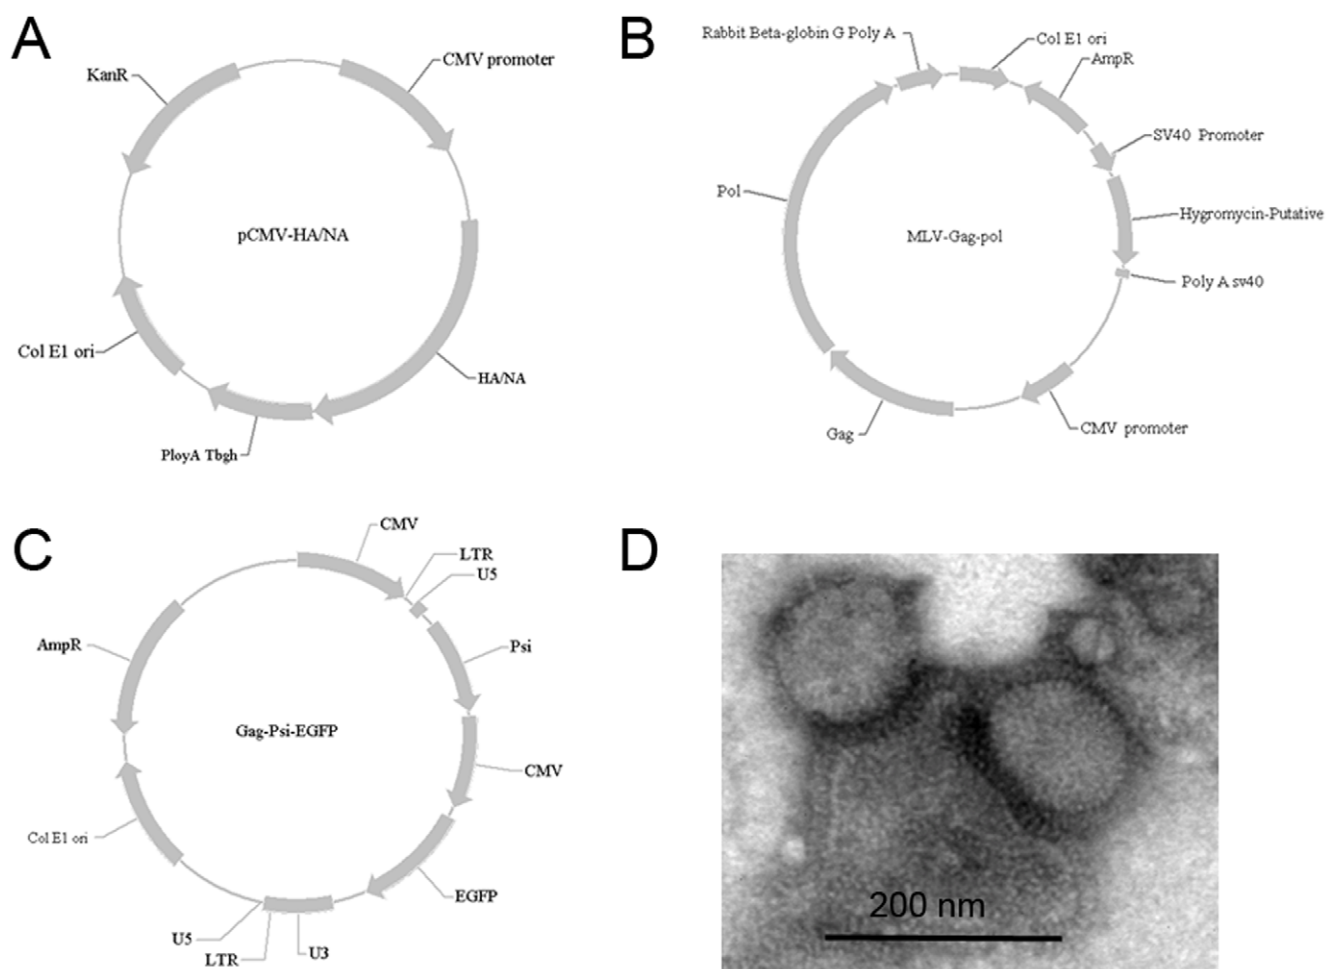 A
KanR
CMV promoter
pCMV-HA/NA
Col E1 ori
HA/NA
PloyA Tbgh
B
Rabbit Beta-globin G Poly A
Col E1 ori
AmpR
SV40 Promoter
Pol
Hygromycin-Putative
MLV-Gag-pol
Poly A sv40
Gag
CMV promoter
C
CMV
LTR
U5
AmpR
Psi
Gag-Psi-EGFP
CMV
Col E1 ori
EGFP
U5
LTR
U3
D
200 nm